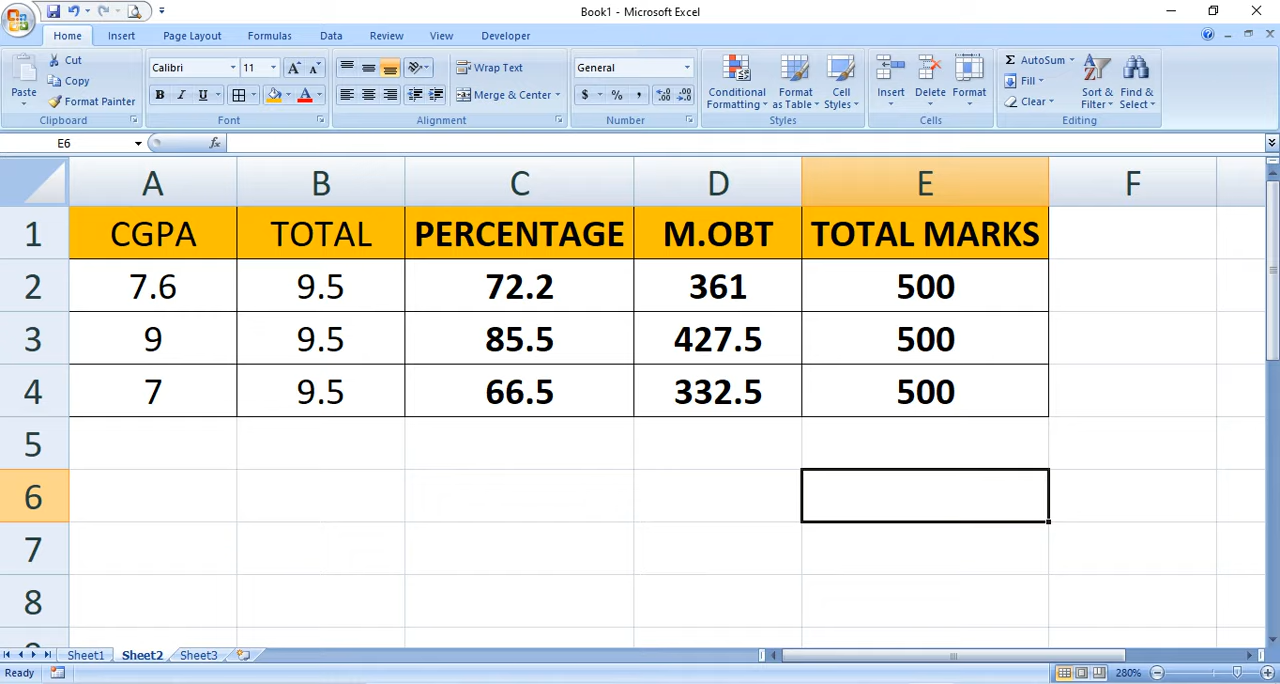 Book1 - Microsoft Excel
Home Insert Page Layout Formulas Data Review View Developer
Paste
Cut
Copy
Format Painter
Clipboard
Calibri 11
B I U
Font
Wrap Text
Merge & Center
Alignment
General
$ % ,
Number
Conditional Formatting
Format as Table
Cell Styles
Styles
Insert Delete Format
Cells
Σ AutoSum
Fill
Clear
Sort & Filter
Find & Select
Editing
E6 fx
A B C D E F
1 CGPA TOTAL PERCENTAGE M.OBT TOTAL MARKS
2 7.6 9.5 72.2 361 500
3 9 9.5 85.5 427.5 500
4 7 9.5 66.5 332.5 500
5
6
7
8
Sheet1 Sheet2 Sheet3
Ready 280%